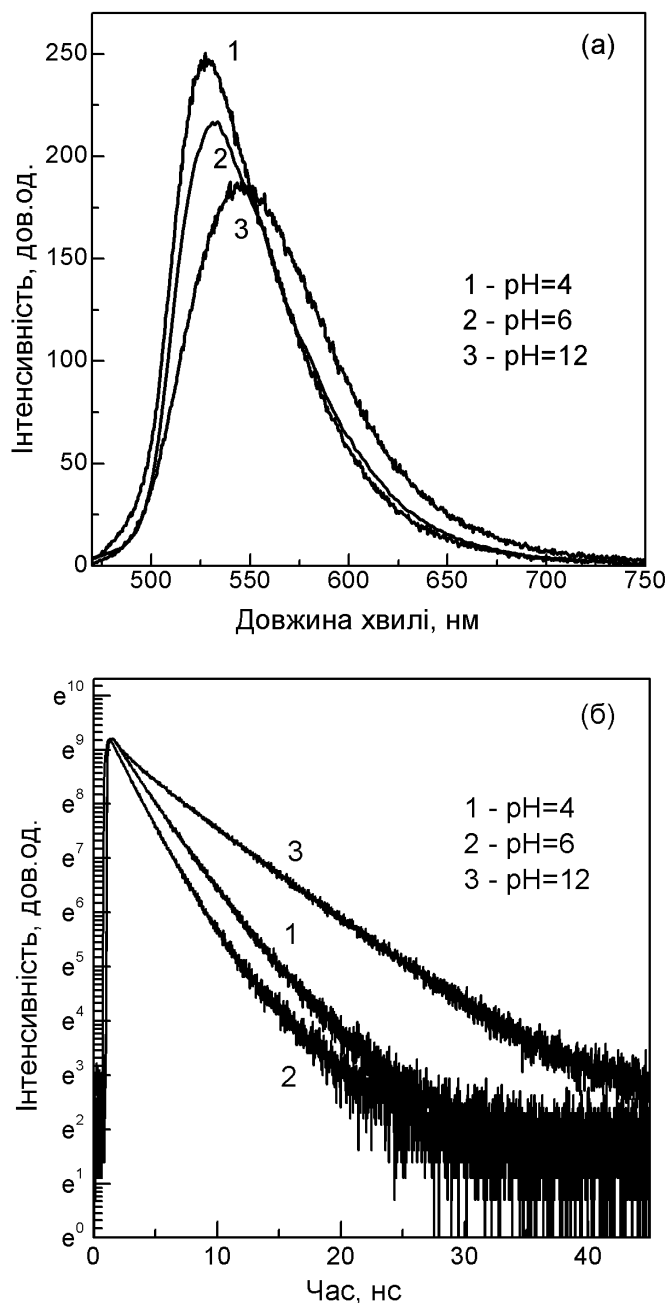 (а)
250
200
150
100
50
0
Інтенсивність, дов.од.
1
2
3
1 - pH=4
2 - pH=6
3 - pH=12
500 550 600 650 700 750
Довжина хвилі, нм
(б)
e10
e9
e8
e7
e6
e5
e4
e3
e2
e1
e0
Інтенсивність, дов.од.
1 - pH=4
2 - pH=6
3 - pH=12
3
1
2
0 10 20 30 40
Час, нс